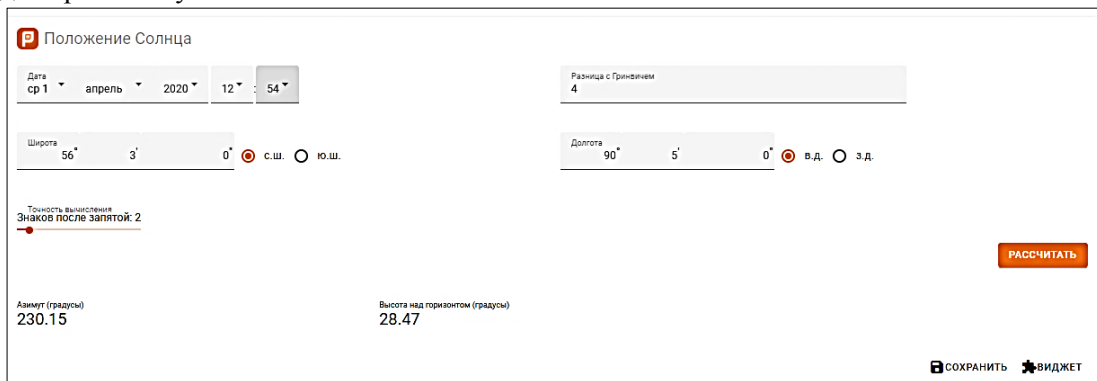 Положение Солнца
Дата
ср 1 апрель 2020 12 : 54
Разница с Гринвичем
4
Широта
56° 3' 0" с.ш. ю.ш.
Долгота
90° 5' 0" в.д. з.д.
Точность вычисления
Знаков после запятой: 2
РАССЧИТАТЬ
Азимут (градусы)
230.15
Высота над горизонтом (градусы)
28.47
СОХРАНИТЬ ВИДЖЕТ